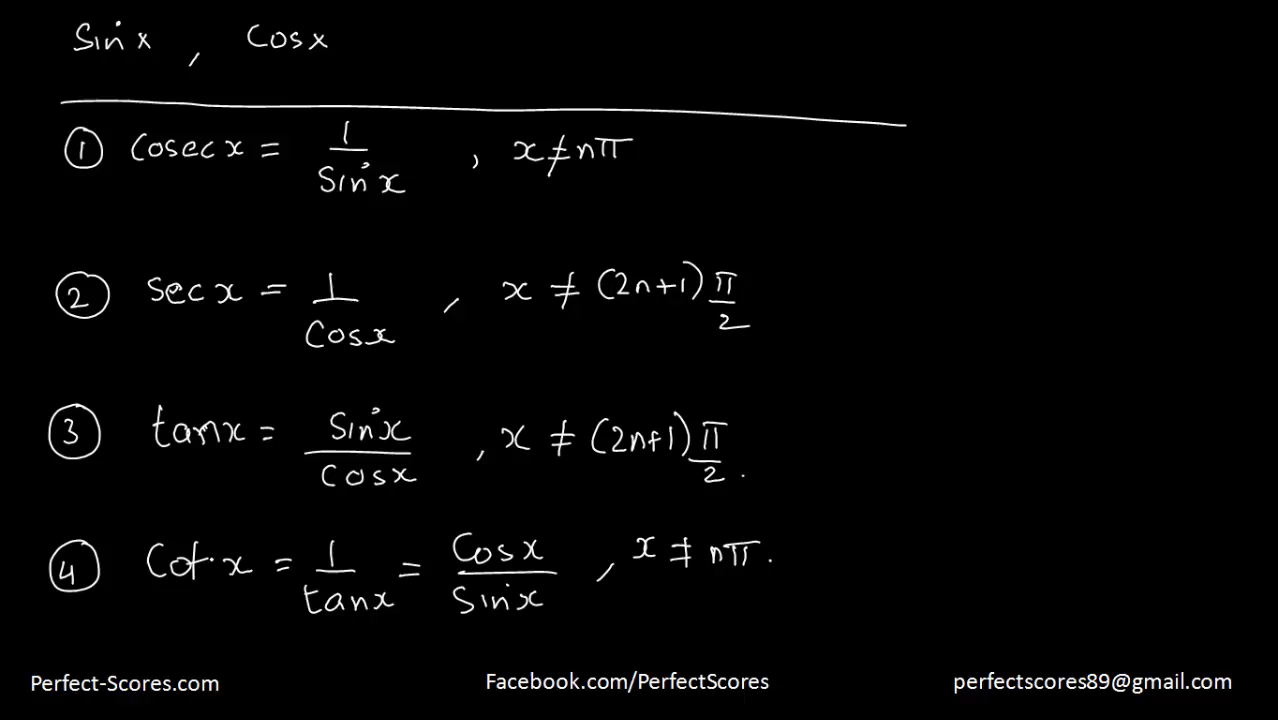 Sin x , Cos x
① Cosec x = 1/Sin x , x ≠ nπ
② Sec x = 1/Cos x , x ≠ (2n+1) π/2
③ tan x = Sin x/Cos x , x ≠ (2n+1) π/2 .
④ Cot x = 1/tan x = Cos x/Sin x , x ≠ nπ .
Perfect-Scores.com Facebook.com/PerfectScores perfectscores89@gmail.com